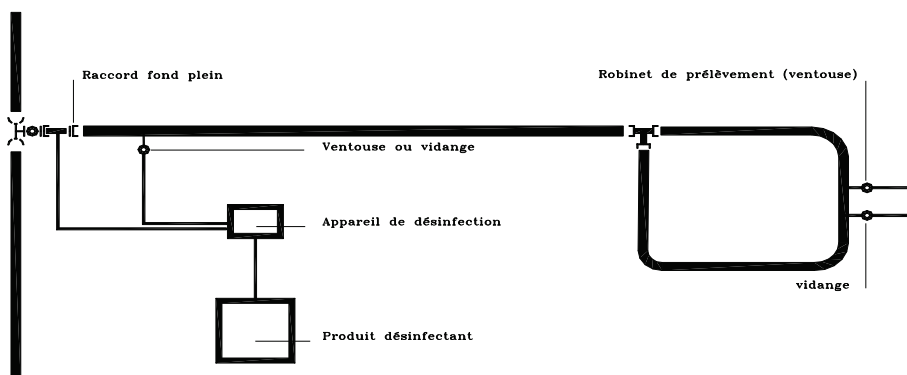 Raccord fond plein
Robinet de prélèvement (ventouse)
Ventouse ou vidange
Appareil de désinfection
vidange
Produit désinfectant